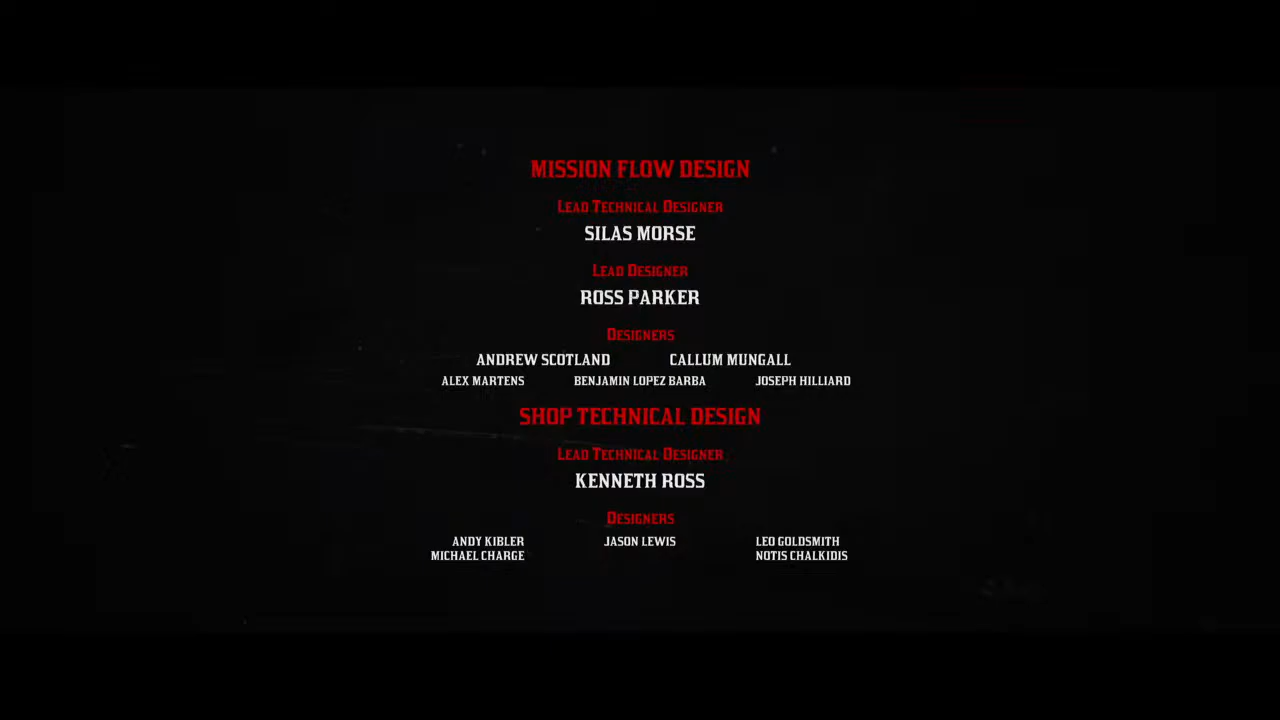 MISSION FLOW DESIGN
LEAD TECHNICAL DESIGNER
SILAS MORSE
LEAD DESIGNER
ROSS PARKER
DESIGNERS
ANDREW SCOTLAND CALLUM MUNGALL
ALEX MARTENS BENJAMIN LOPEZ BARBA JOSEPH HILLIARD
SHOP TECHNICAL DESIGN
LEAD TECHNICAL DESIGNER
KENNETH ROSS
DESIGNERS
ANDY KIBLER JASON LEWIS LEO GOLDSMITH
MICHAEL CHARGE NOTIS CHALKIDIS